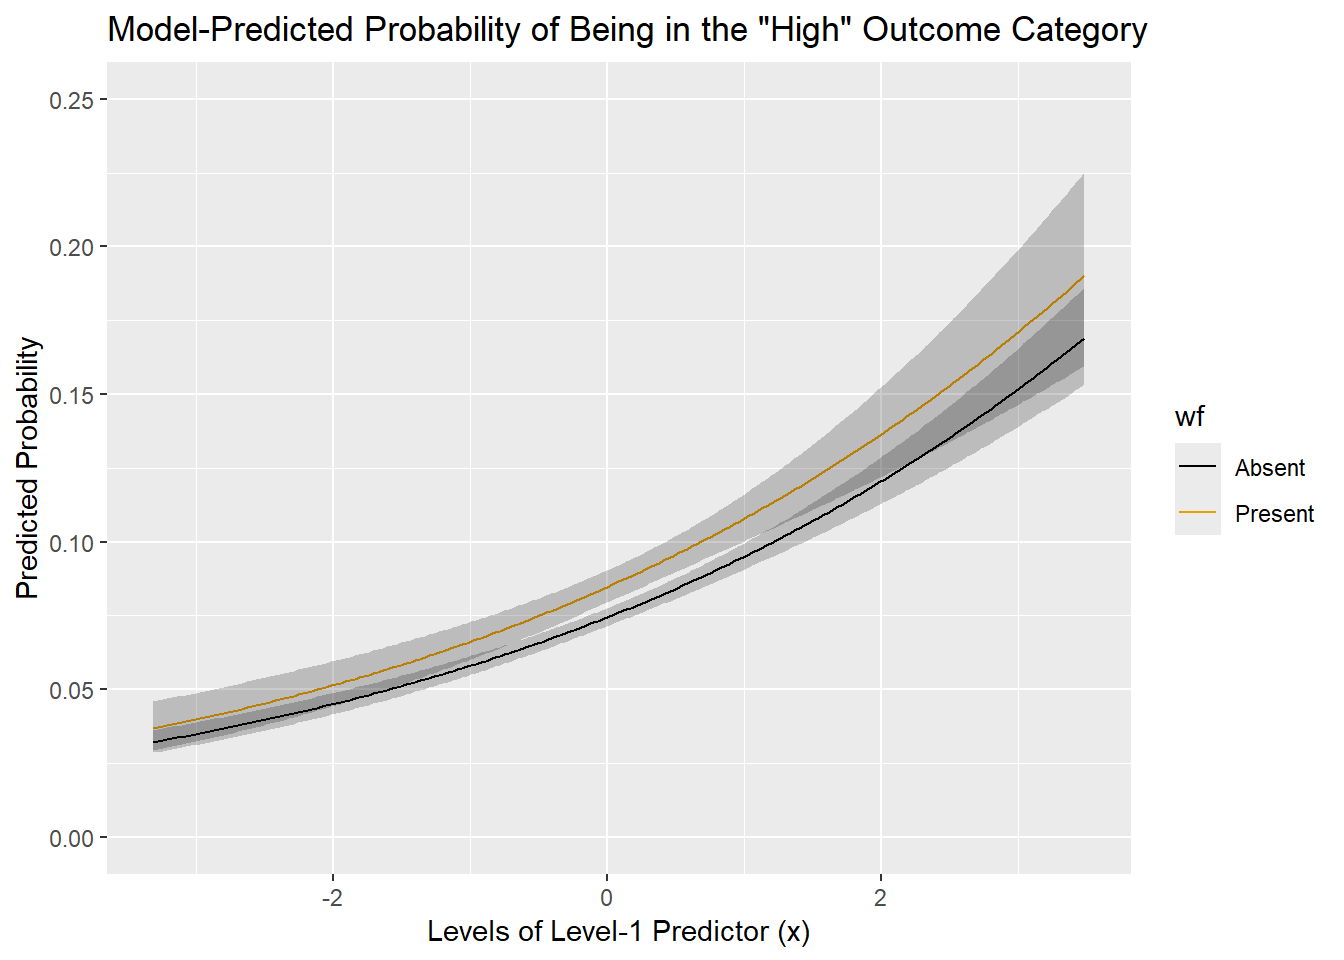 Model-Predicted Probability of Being in the "High" Outcome Category
0.25
0.20
0.15
0.10
0.05
0.00
Predicted Probability
-2
0
2
Levels of Level-1 Predictor (x)
wf
Absent
Present